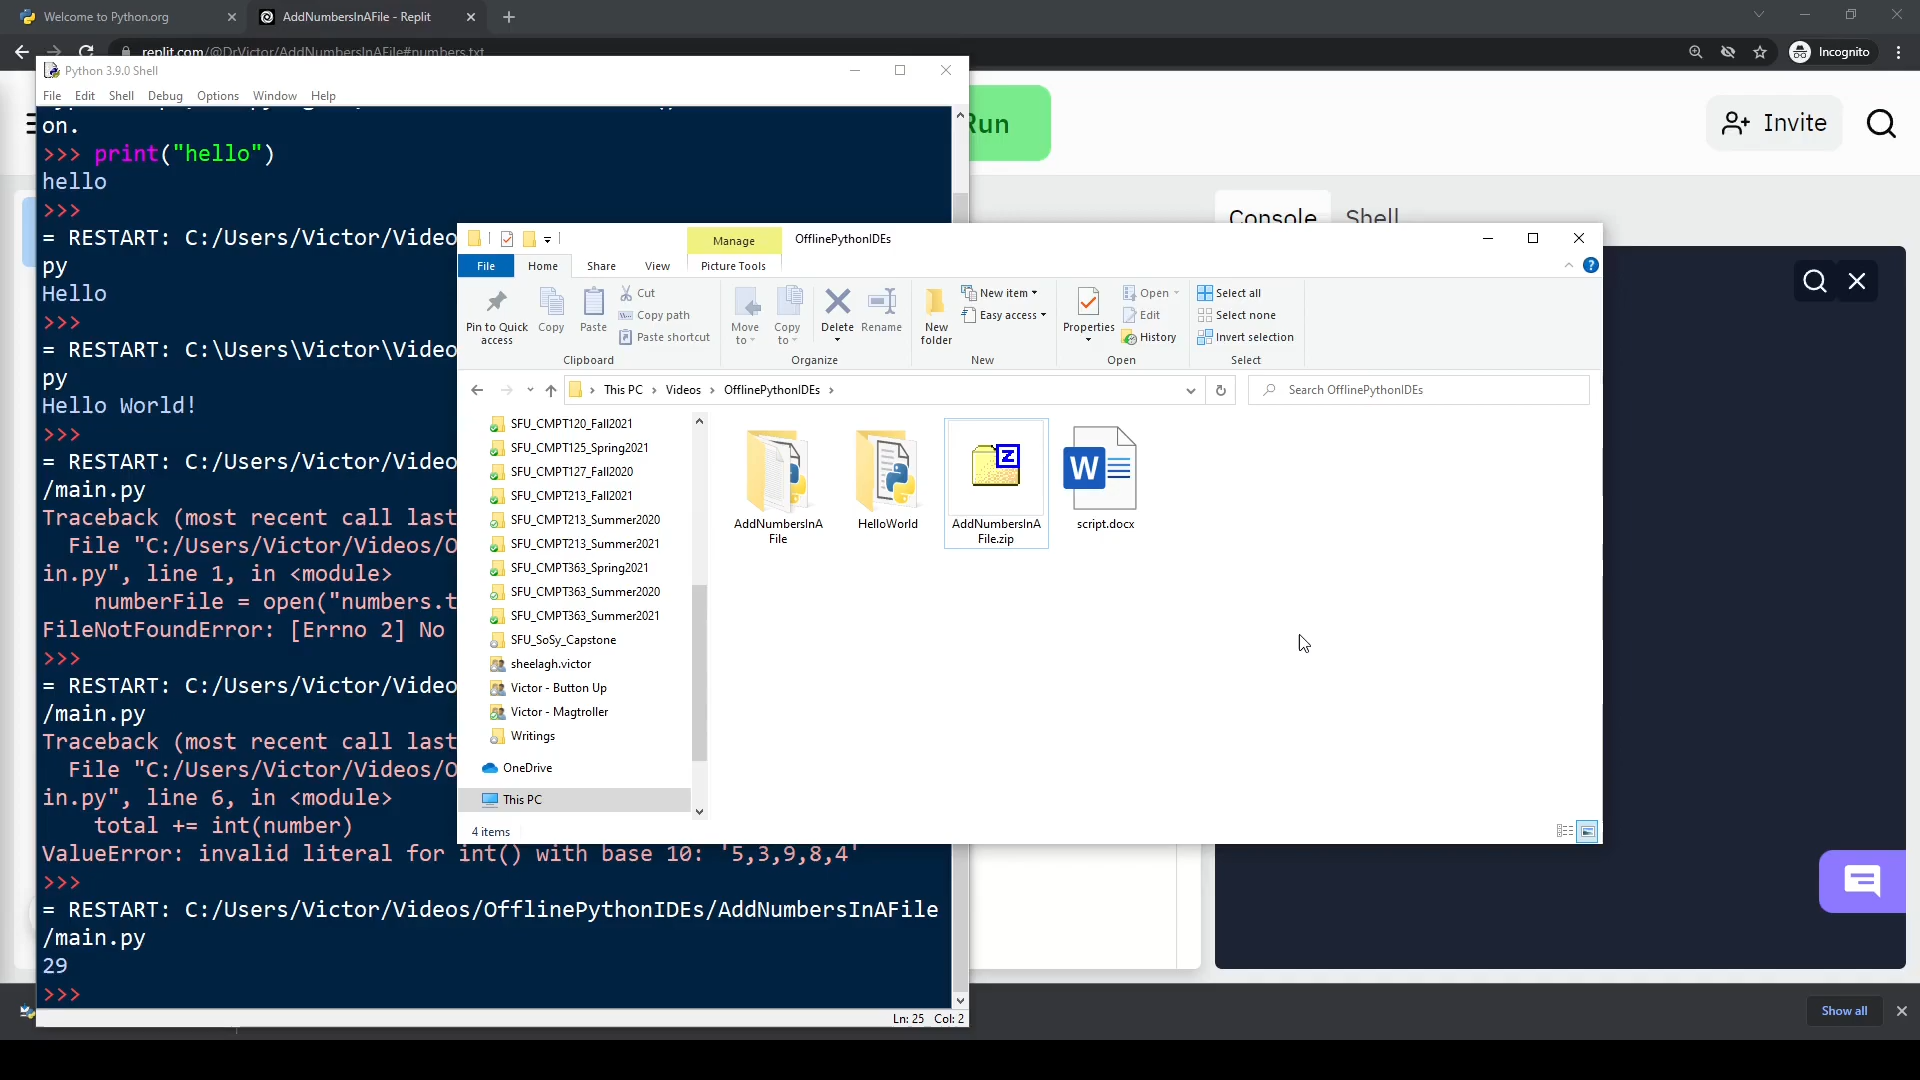 Welcome to Python.org
AddNumbersInAFile - Replit
replit.com/@DrVictor/AddNumbersInAFile#numbers.txt
Incognito
Python 3.9.0 Shell
File Edit Shell Debug Options Window Help
Run
Invite
Console
Shell
on.
>>> print("hello")
hello
>>>
= RESTART: C:/Users/Victor/Video
py
Hello
>>>
= RESTART: C:\Users\Victor\Video
py
Hello World!
>>>
= RESTART: C:/Users/Victor/Video
/main.py
Traceback (most recent call last
File "C:/Users/Victor/Videos/O
in.py", line 1, in <module>
numberFile = open("numbers.t
FileNotFoundError: [Errno 2] No
>>>
= RESTART: C:/Users/Victor/Video
/main.py
Traceback (most recent call last
File "C:/Users/Victor/Videos/O
in.py", line 6, in <module>
total += int(number)
ValueError: invalid literal for int() with base 10: '5,3,9,8,4'
>>>
= RESTART: C:/Users/Victor/Videos/OfflinePythonIDEs/AddNumbersInAFile
/main.py
29
>>>
Ln: 25 Col: 2
Manage
OfflinePythonIDEs
File Home Share View Picture Tools
Pin to Quick access
Copy
Paste
Cut
Copy path
Paste shortcut
Clipboard
Move to
Copy to
Delete
Rename
Organize
New folder
New item
Easy access
New
Properties
Open
Edit
History
Open
Select all
Select none
Invert selection
Select
This PC > Videos > OfflinePythonIDEs >
Search OfflinePythonIDEs
SFU_CMPT120_Fall2021
SFU_CMPT125_Spring2021
SFU_CMPT127_Fall2020
SFU_CMPT213_Fall2021
SFU_CMPT213_Summer2020
SFU_CMPT213_Summer2021
SFU_CMPT363_Spring2021
SFU_CMPT363_Summer2020
SFU_CMPT363_Summer2021
SFU_SoSy_Capstone
sheelagh.victor
Victor - Button Up
Victor - Magtroller
Writings
OneDrive
This PC
AddNumbersInA
File
HelloWorld
Z
AddNumbersInA
File.zip
W
script.docx
4 items
Show all